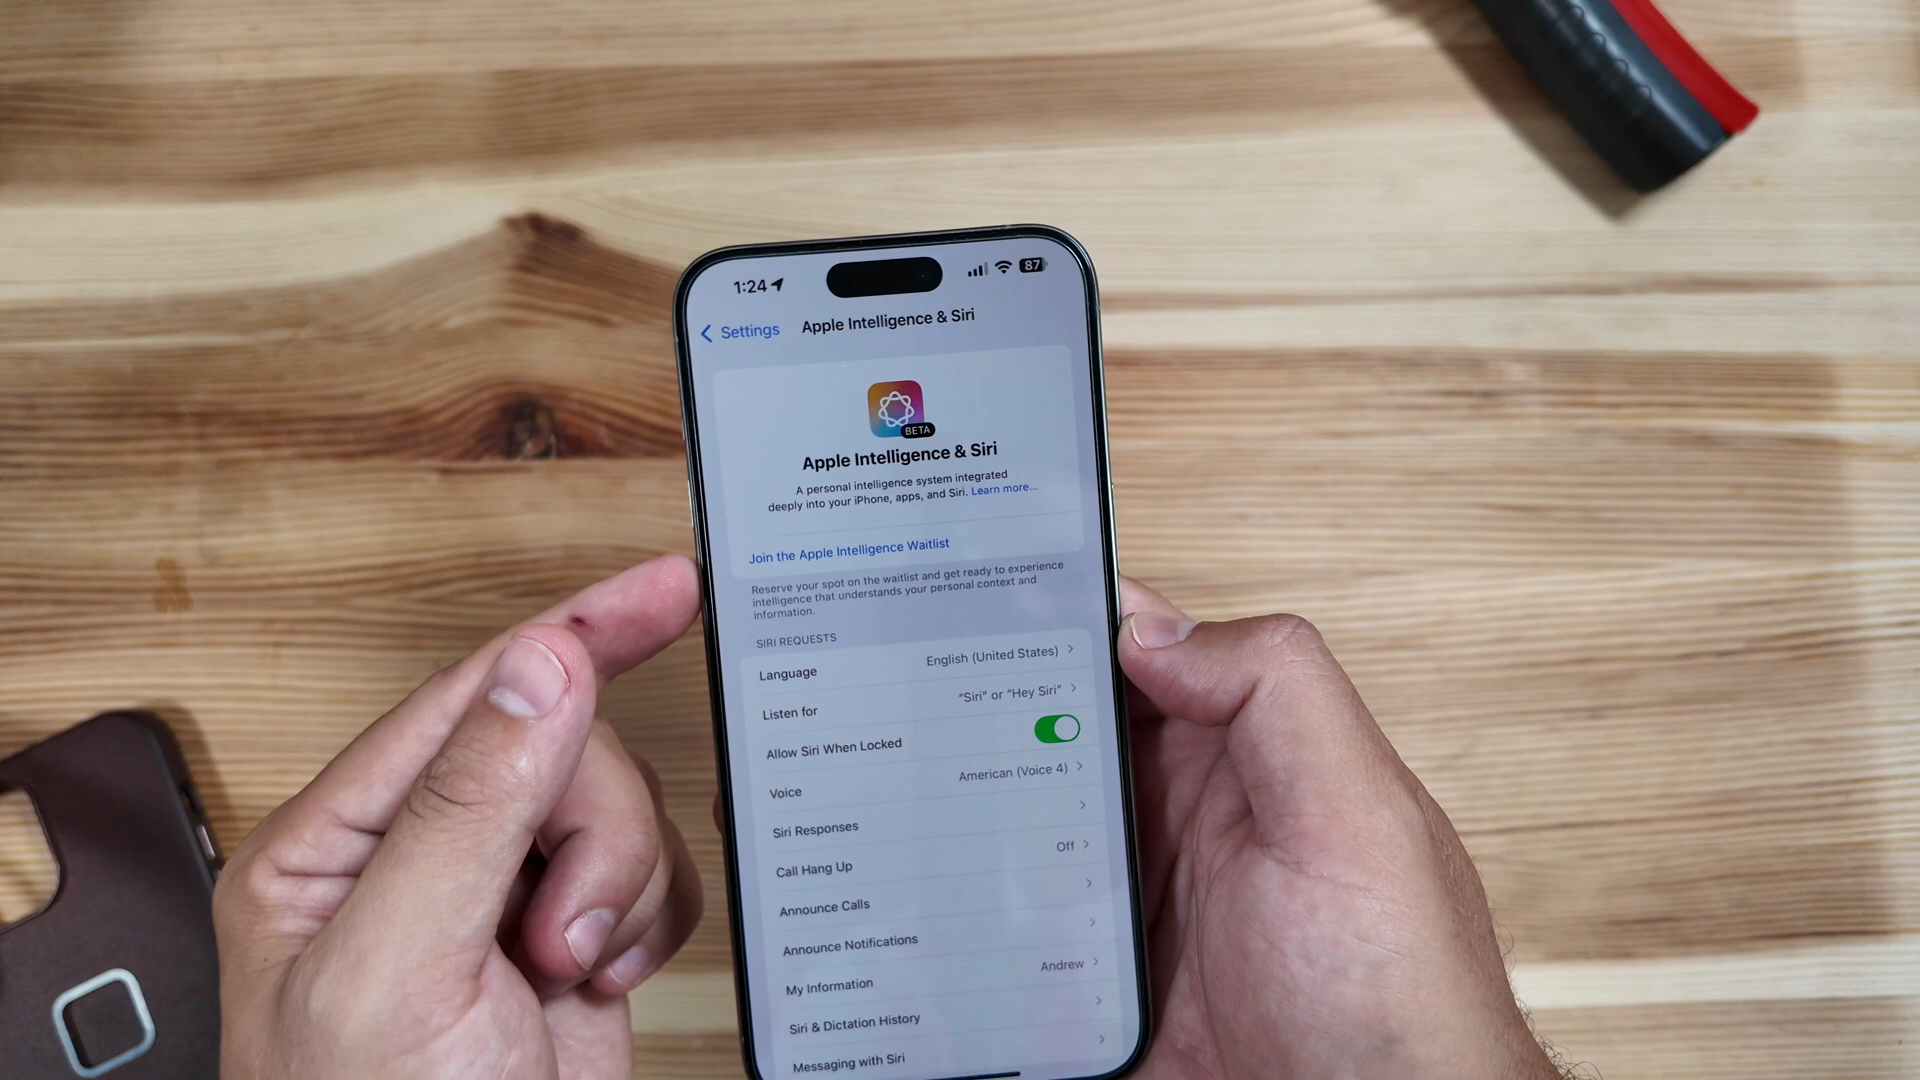 1:24
87
Settings
Apple Intelligence & Siri
BETA
Apple Intelligence & Siri
A personal intelligence system integrated
deeply into your iPhone, apps, and Siri. Learn more...
Join the Apple Intelligence Waitlist
Reserve your spot on the waitlist and get ready to experience
intelligence that understands your personal context and
information.
SIRI REQUESTS
Language English (United States)
Listen for “Siri” or “Hey Siri”
Allow Siri When Locked
Voice American (Voice 4)
Siri Responses
Call Hang Up Off
Announce Calls
Announce Notifications
My Information Andrew
Siri & Dictation History
Messaging with Siri